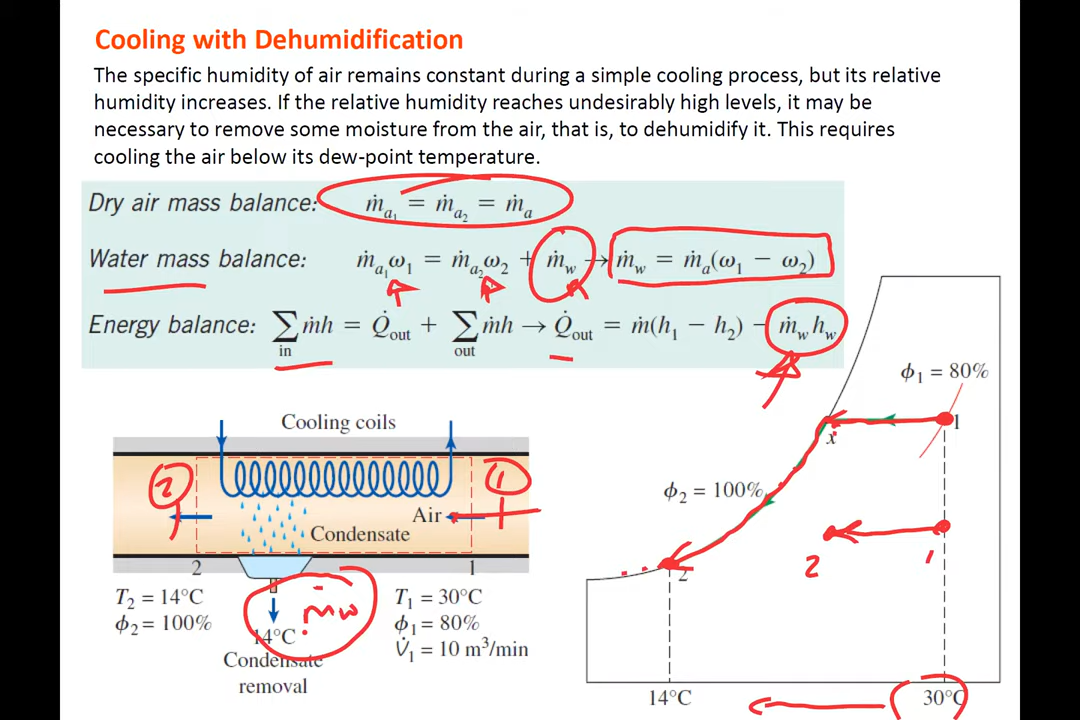 Cooling with Dehumidification
The specific humidity of air remains constant during a simple cooling process, but its relative
humidity increases. If the relative humidity reaches undesirably high levels, it may be
necessary to remove some moisture from the air, that is, to dehumidify it. This requires
cooling the air below its dew-point temperature.
Dry air mass balance: ṁa₁ = ṁa₂ = ṁa
Water mass balance: ṁa₁ω₁ = ṁa₂ω₂ + ṁw → ṁw = ṁa(ω₁ − ω₂)
Energy balance: ∑in ṁh = Q̇out + ∑out ṁh → Q̇out = ṁ(h₁ − h₂) − ṁw hw
ϕ₁ = 80%
1
x
ϕ₂ = 100%
2
1
2
14°C
30°C
Cooling coils
2
1
Air
Condensate
2
1
T₂ = 14°C
ϕ₂ = 100%
14°C
ṁw
Condensate
removal
T₁ = 30°C
ϕ₁ = 80%
V̇₁ = 10 m³/min